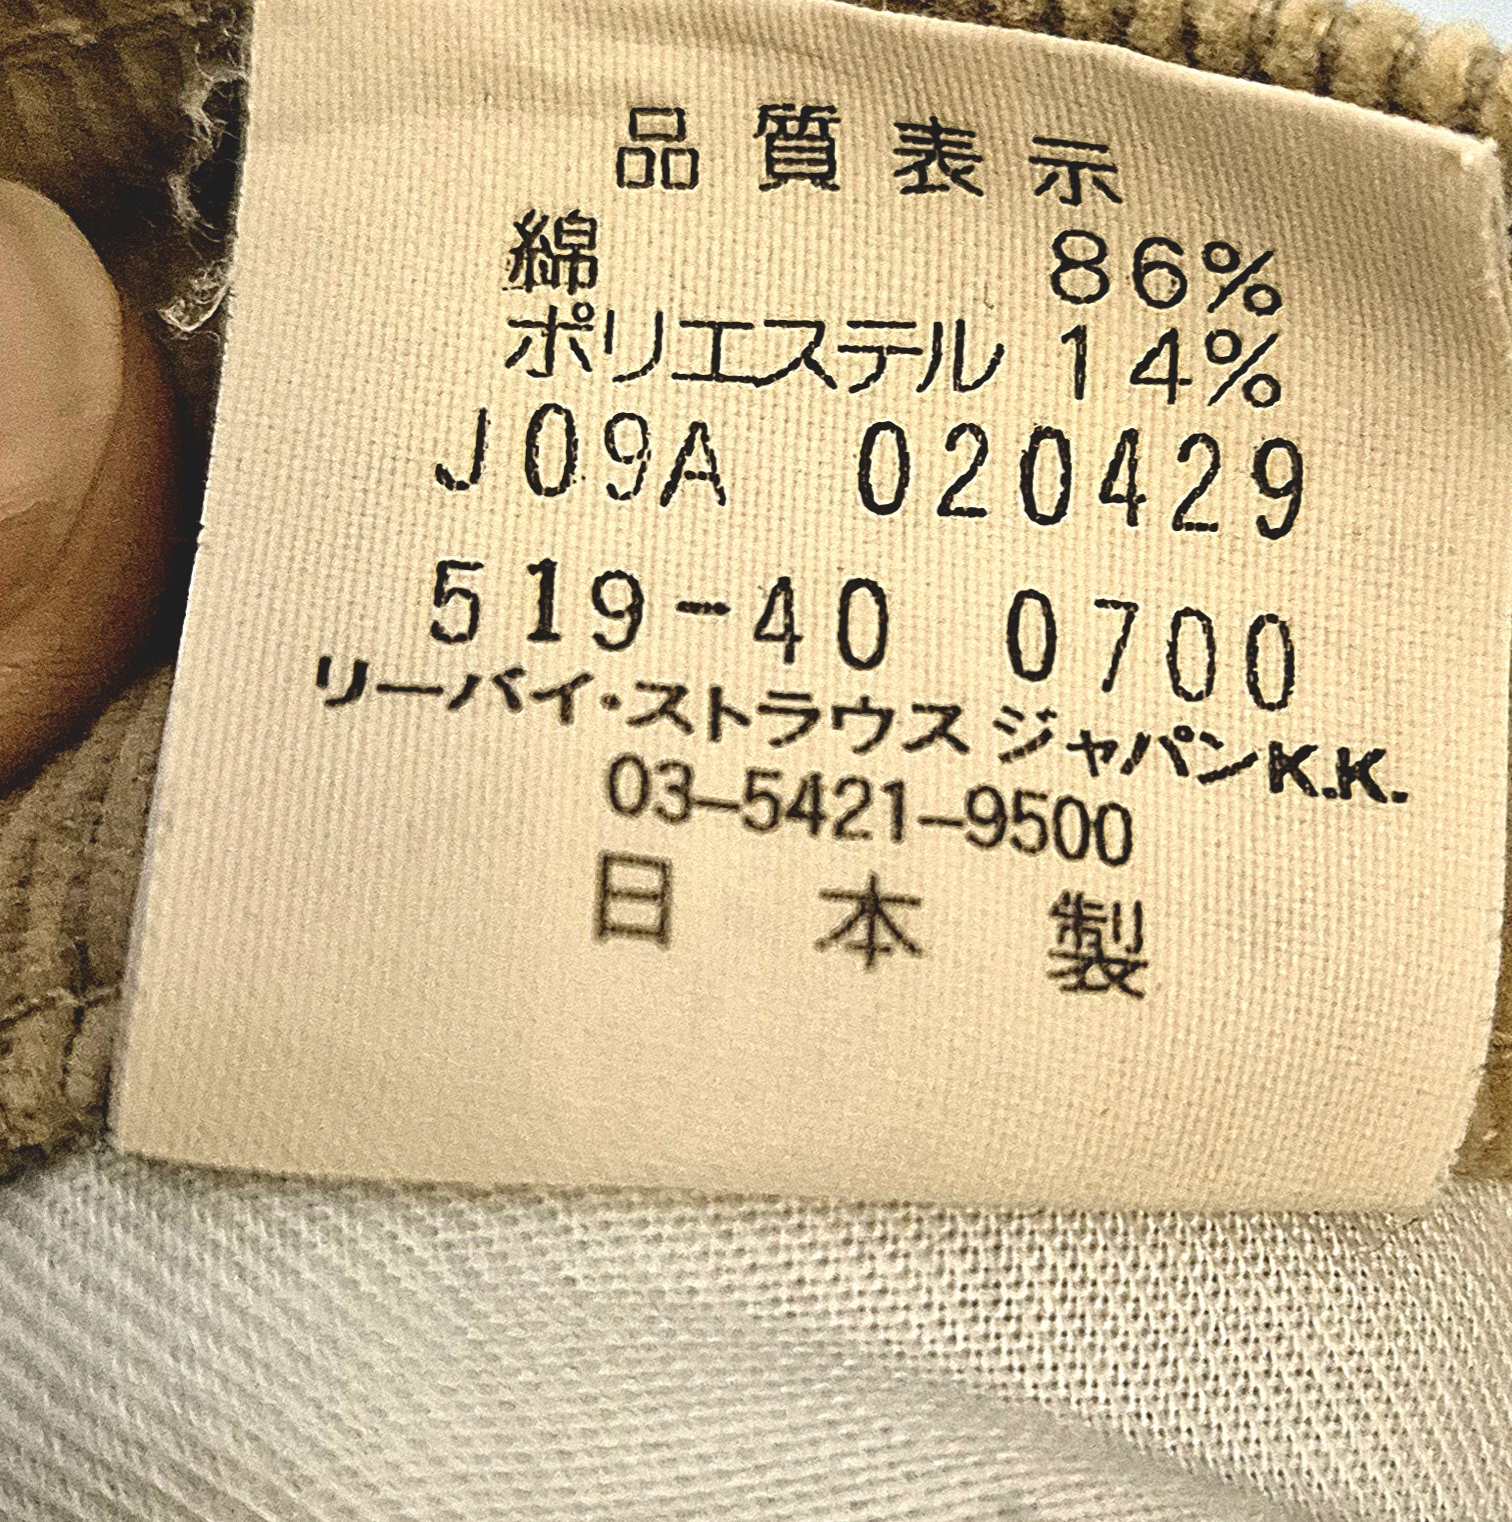 品質表示
綿 86%
ポリエステル 14%
J09A 020429
519-40 0700
リーバイ・ストラウス ジャパンK.K.
03-5421-9500
日本製